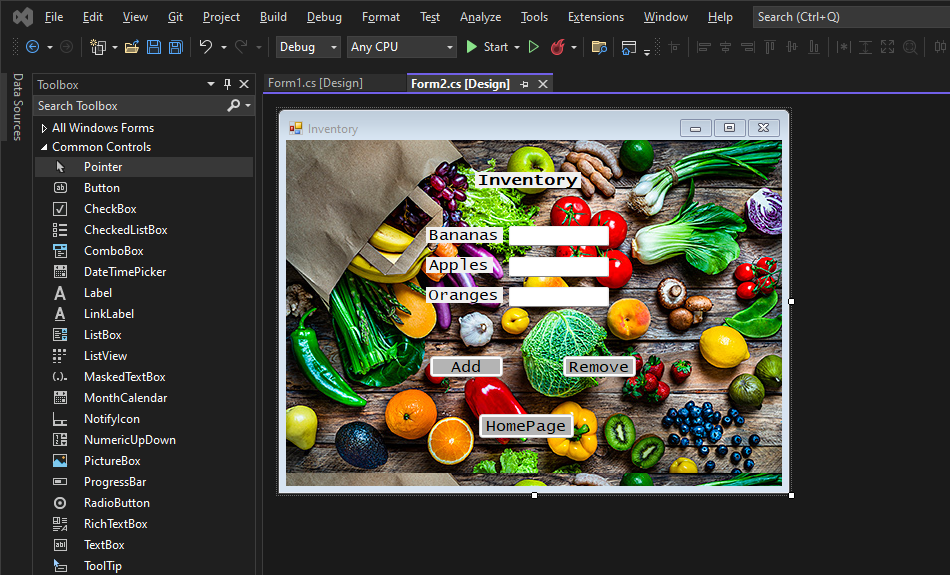 File Edit View Git Project Build Debug Format Test Analyze Tools Extensions Window Help Search (Ctrl+Q)
Debug Any CPU Start
Data Sources
Toolbox
Form1.cs [Design] Form2.cs [Design]
Search Toolbox
All Windows Forms
Common Controls
Pointer
Button
CheckBox
CheckedListBox
ComboBox
DateTimePicker
Label
LinkLabel
ListBox
ListView
MaskedTextBox
MonthCalendar
NotifyIcon
NumericUpDown
PictureBox
ProgressBar
RadioButton
RichTextBox
TextBox
ToolTip
Inventory
Inventory
Bananas
Apples
Oranges
Add Remove
HomePage